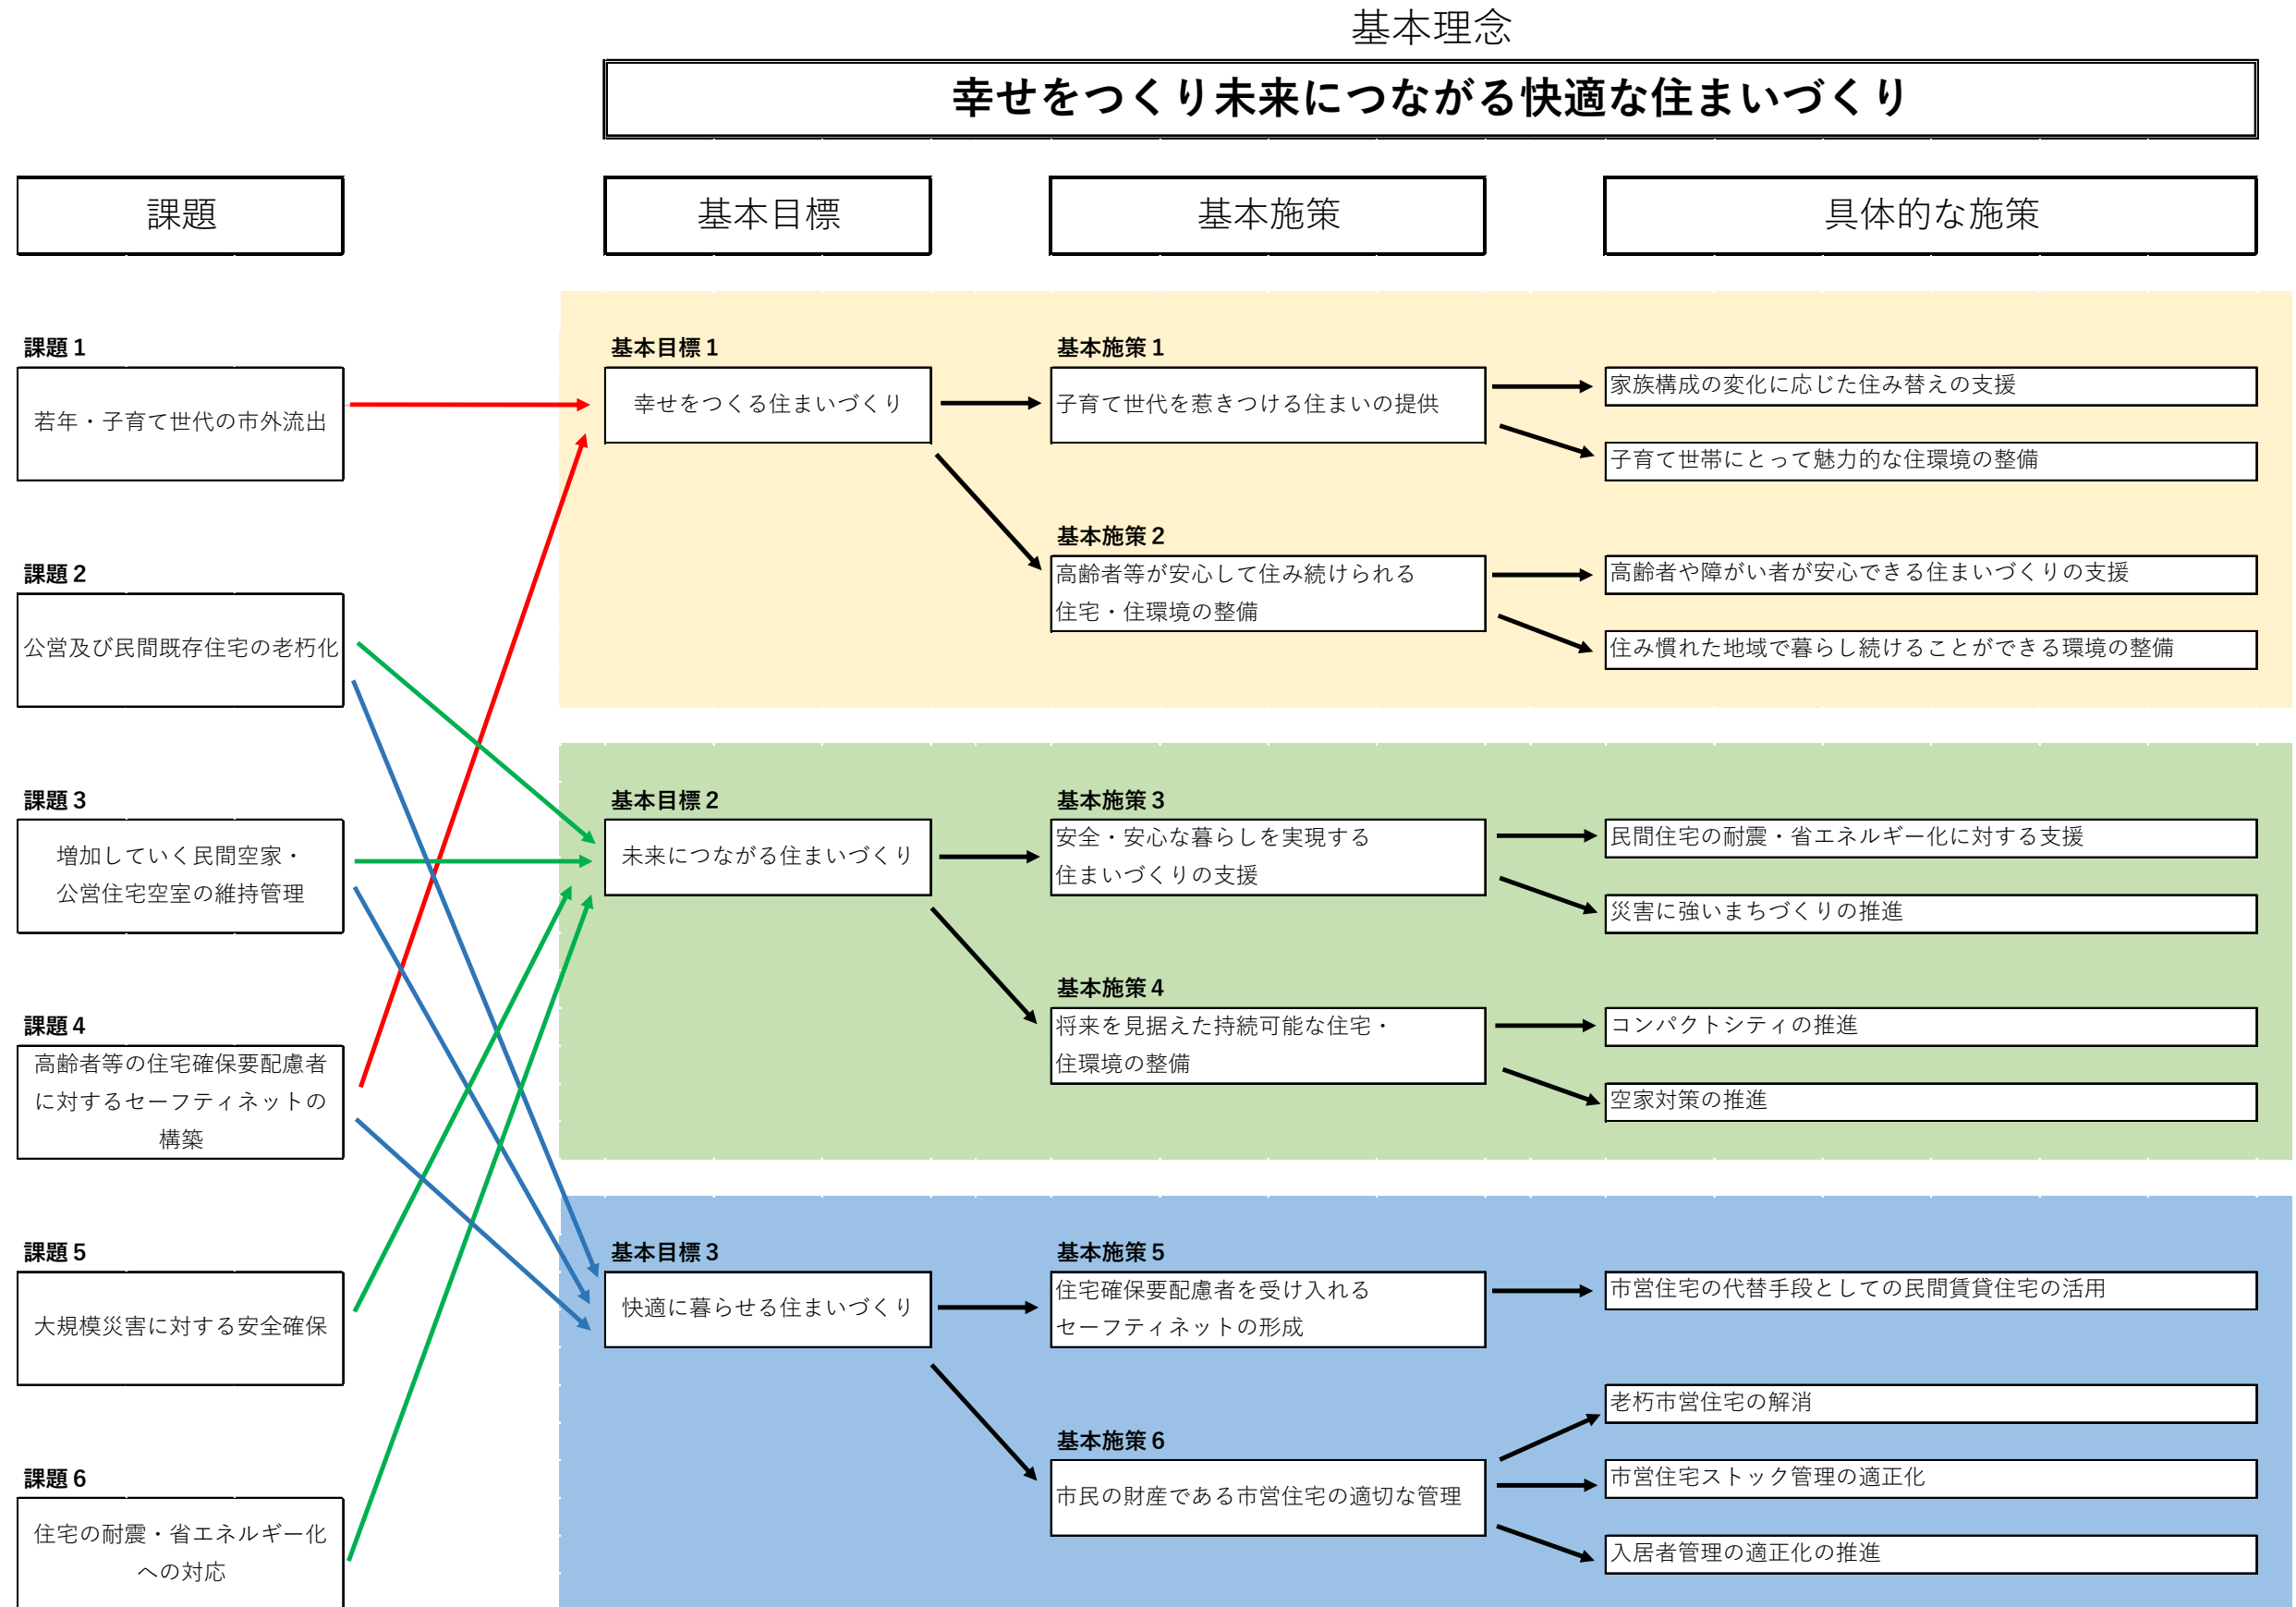 基本理念
幸せをつくり未来につながる快適な住まいづくり
課題
基本目標
基本施策
具体的な施策
課題1
若年・子育て世代の市外流出
課題2
公営及び民間既存住宅の老朽化
課題3
増加していく民間空家・
公営住宅空室の維持管理
課題4
高齢者等の住宅確保要配慮者
に対するセーフティネットの
構築
課題5
大規模災害に対する安全確保
課題6
住宅の耐震・省エネルギー化
への対応
基本目標1
幸せをつくる住まいづくり
基本施策1
子育て世代を惹きつける住まいの提供
家族構成の変化に応じた住み替えの支援
子育て世帯にとって魅力的な住環境の整備
基本施策2
高齢者等が安心して住み続けられる
住宅・住環境の整備
高齢者や障がい者が安心できる住まいづくりの支援
住み慣れた地域で暮らし続けることができる環境の整備
基本目標2
未来につながる住まいづくり
基本施策3
安全・安心な暮らしを実現する
住まいづくりの支援
民間住宅の耐震・省エネルギー化に対する支援
災害に強いまちづくりの推進
基本施策4
将来を見据えた持続可能な住宅・
住環境の整備
コンパクトシティの推進
空家対策の推進
基本目標3
快適に暮らせる住まいづくり
基本施策5
住宅確保要配慮者を受け入れる
セーフティネットの形成
市営住宅の代替手段としての民間賃貸住宅の活用
基本施策6
市民の財産である市営住宅の適切な管理
老朽市営住宅の解消
市営住宅ストック管理の適正化
入居者管理の適正化の推進